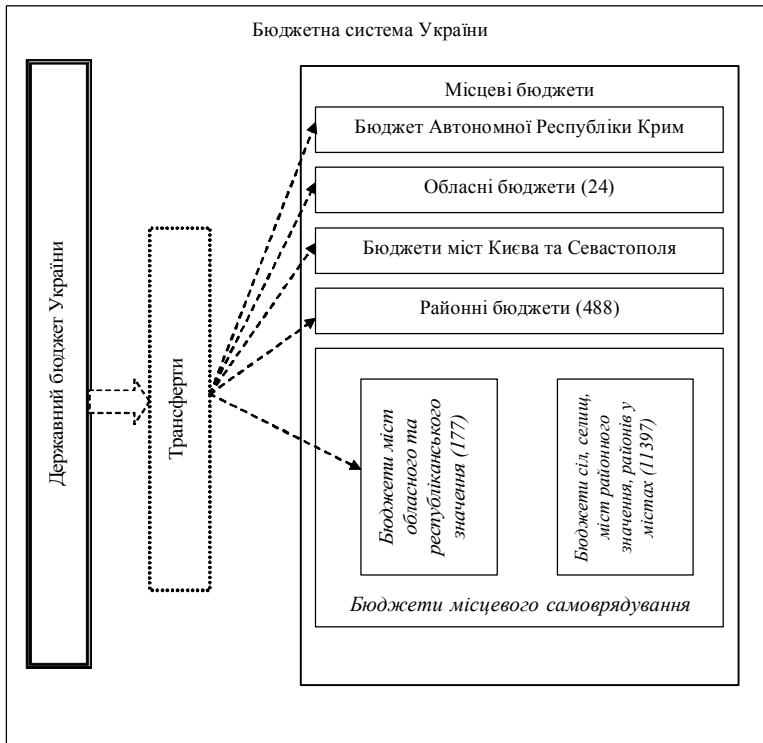 Бюджетна система України
Державний бюджет України
Трансферти
Місцеві бюджети
Бюджет Автономної Республіки Крим
Обласні бюджети (24)
Бюджети міст Києва та Севастополя
Районні бюджети (488)
Бюджети міст
обласного та
республіканського
значення (177)
Бюджети сіл, селищ,
міст районного
значення, районів у
містах (11397)
Бюджети місцевого самоврядування